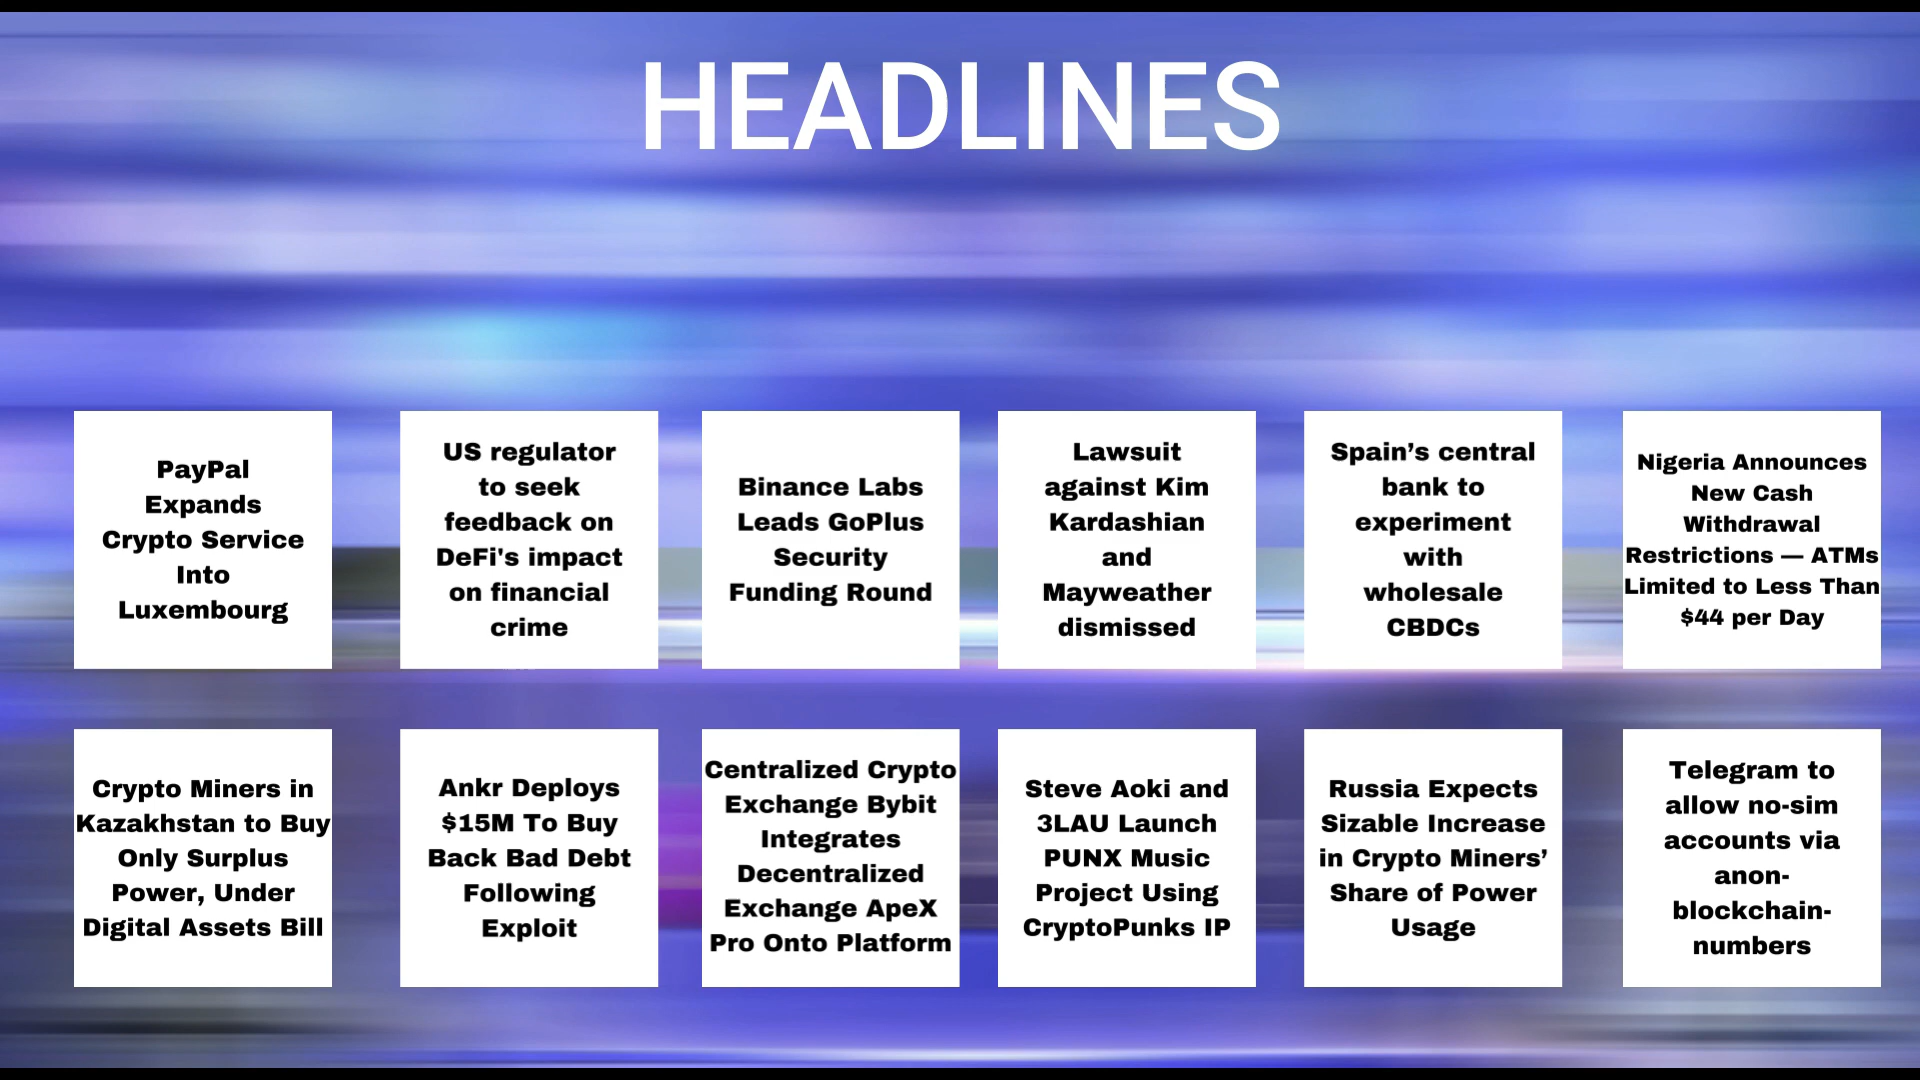 HEADLINES
PayPal
Expands
Crypto Service
Into
Luxembourg
US regulator
to seek
feedback on
DeFi's impact
on financial
crime
Binance Labs
Leads GoPlus
Security
Funding Round
Lawsuit
against Kim
Kardashian
and
Mayweather
dismissed
Spain’s central
bank to
experiment
with
wholesale
CBDCs
Nigeria Announces
New Cash
Withdrawal
Restrictions — ATMs
Limited to Less Than
$44 per Day
Crypto Miners in
Kazakhstan to Buy
Only Surplus
Power, Under
Digital Assets Bill
Ankr Deploys
$15M To Buy
Back Bad Debt
Following
Exploit
Centralized Crypto
Exchange Bybit
Integrates
Decentralized
Exchange ApeX
Pro Onto Platform
Steve Aoki and
3LAU Launch
PUNX Music
Project Using
CryptoPunks IP
Russia Expects
Sizable Increase
in Crypto Miners’
Share of Power
Usage
Telegram to
allow no-sim
accounts via
anon-
blockchain-
numbers